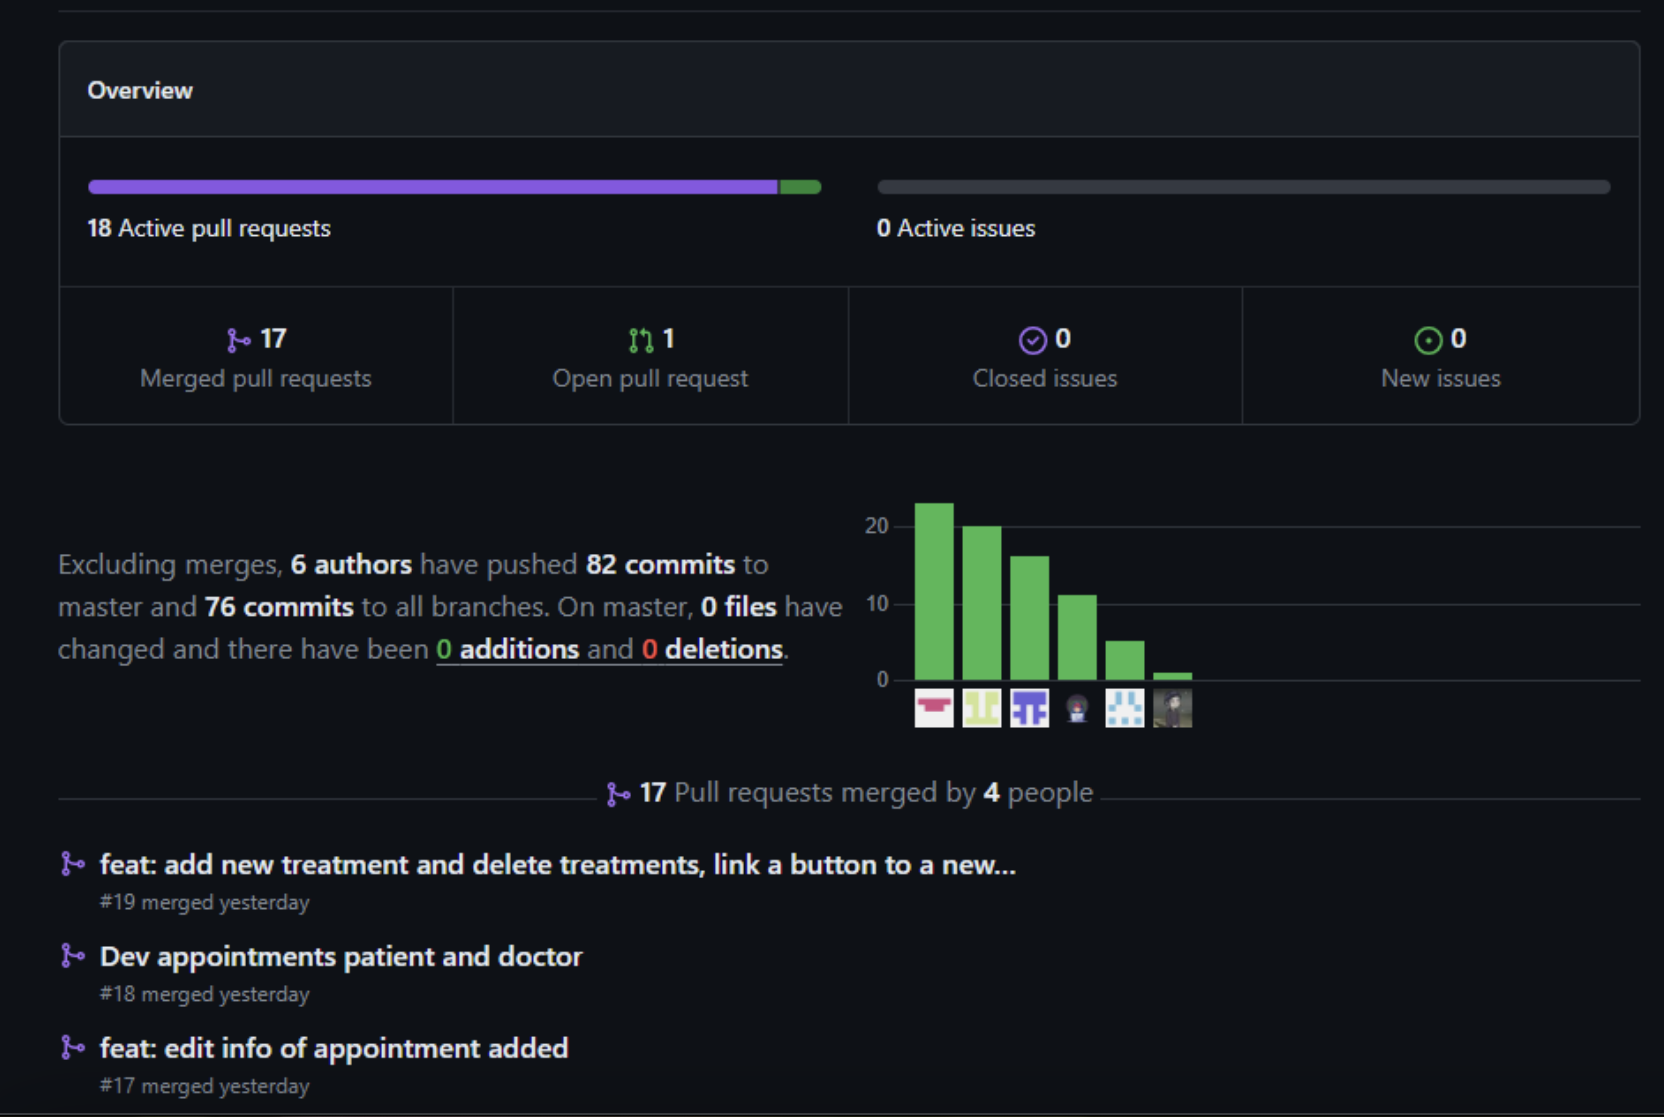 Overview
18 Active pull requests
0 Active issues
17
Merged pull requests
1
Open pull request
0
Closed issues
0
New issues
Excluding merges, 6 authors have pushed 82 commits to
master and 76 commits to all branches. On master, 0 files have
changed and there have been 0 additions and 0 deletions.
20
10
0
17 Pull requests merged by 4 people
feat: add new treatment and delete treatments, link a button to a new...
#19 merged yesterday
Dev appointments patient and doctor
#18 merged yesterday
feat: edit info of appointment added
#17 merged yesterday